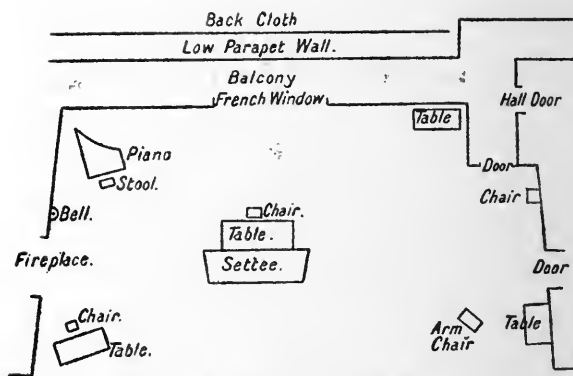 Back Cloth
Low Parapet Wall.
Balcony
French Window
Hall Door
Table
Piano
Stool.
Door
Chair
Bell.
Chair.
Table.
Fireplace.
Settee.
Door
Chair.
Table.
Arm
Chair
Table